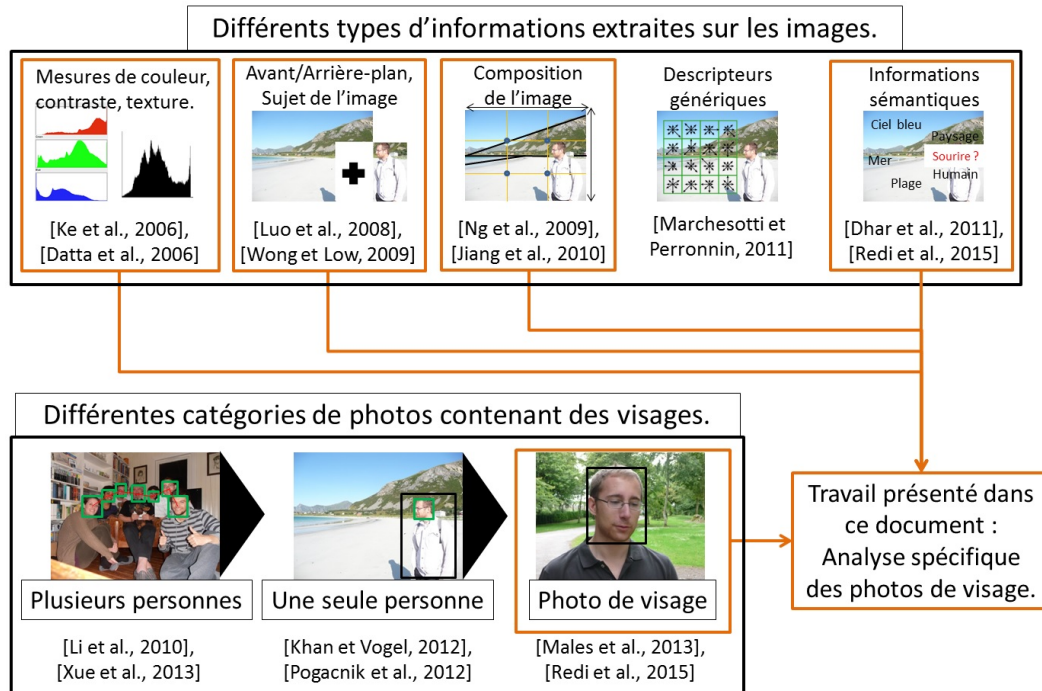 Différents types d'informations extraites sur les images.
Mesures de couleur,
contraste, texture.
[Ke et al., 2006],
[Datta et al., 2006]
Avant/Arrière-plan,
Sujet de l'image
[Luo et al., 2008],
[Wong et Low, 2009]
Composition
de l'image
[Ng et al., 2009],
[Jiang et al., 2010]
Descripteurs
génériques
[Marchesotti et
Perronnin, 2011]
Informations
sémantiques
Ciel bleu
Paysage
Mer
Sourire ?
Humain
Plage
[Dhar et al., 2011],
[Redi et al., 2015]
Différentes catégories de photos contenant des visages.
Plusieurs personnes
[Li et al., 2010],
[Xue et al., 2013]
Une seule personne
[Khan et Vogel, 2012],
[Pogacnik et al., 2012]
Photo de visage
[Males et al., 2013],
[Redi et al., 2015]
Travail présenté dans
ce document :
Analyse spécifique
des photos de visage.